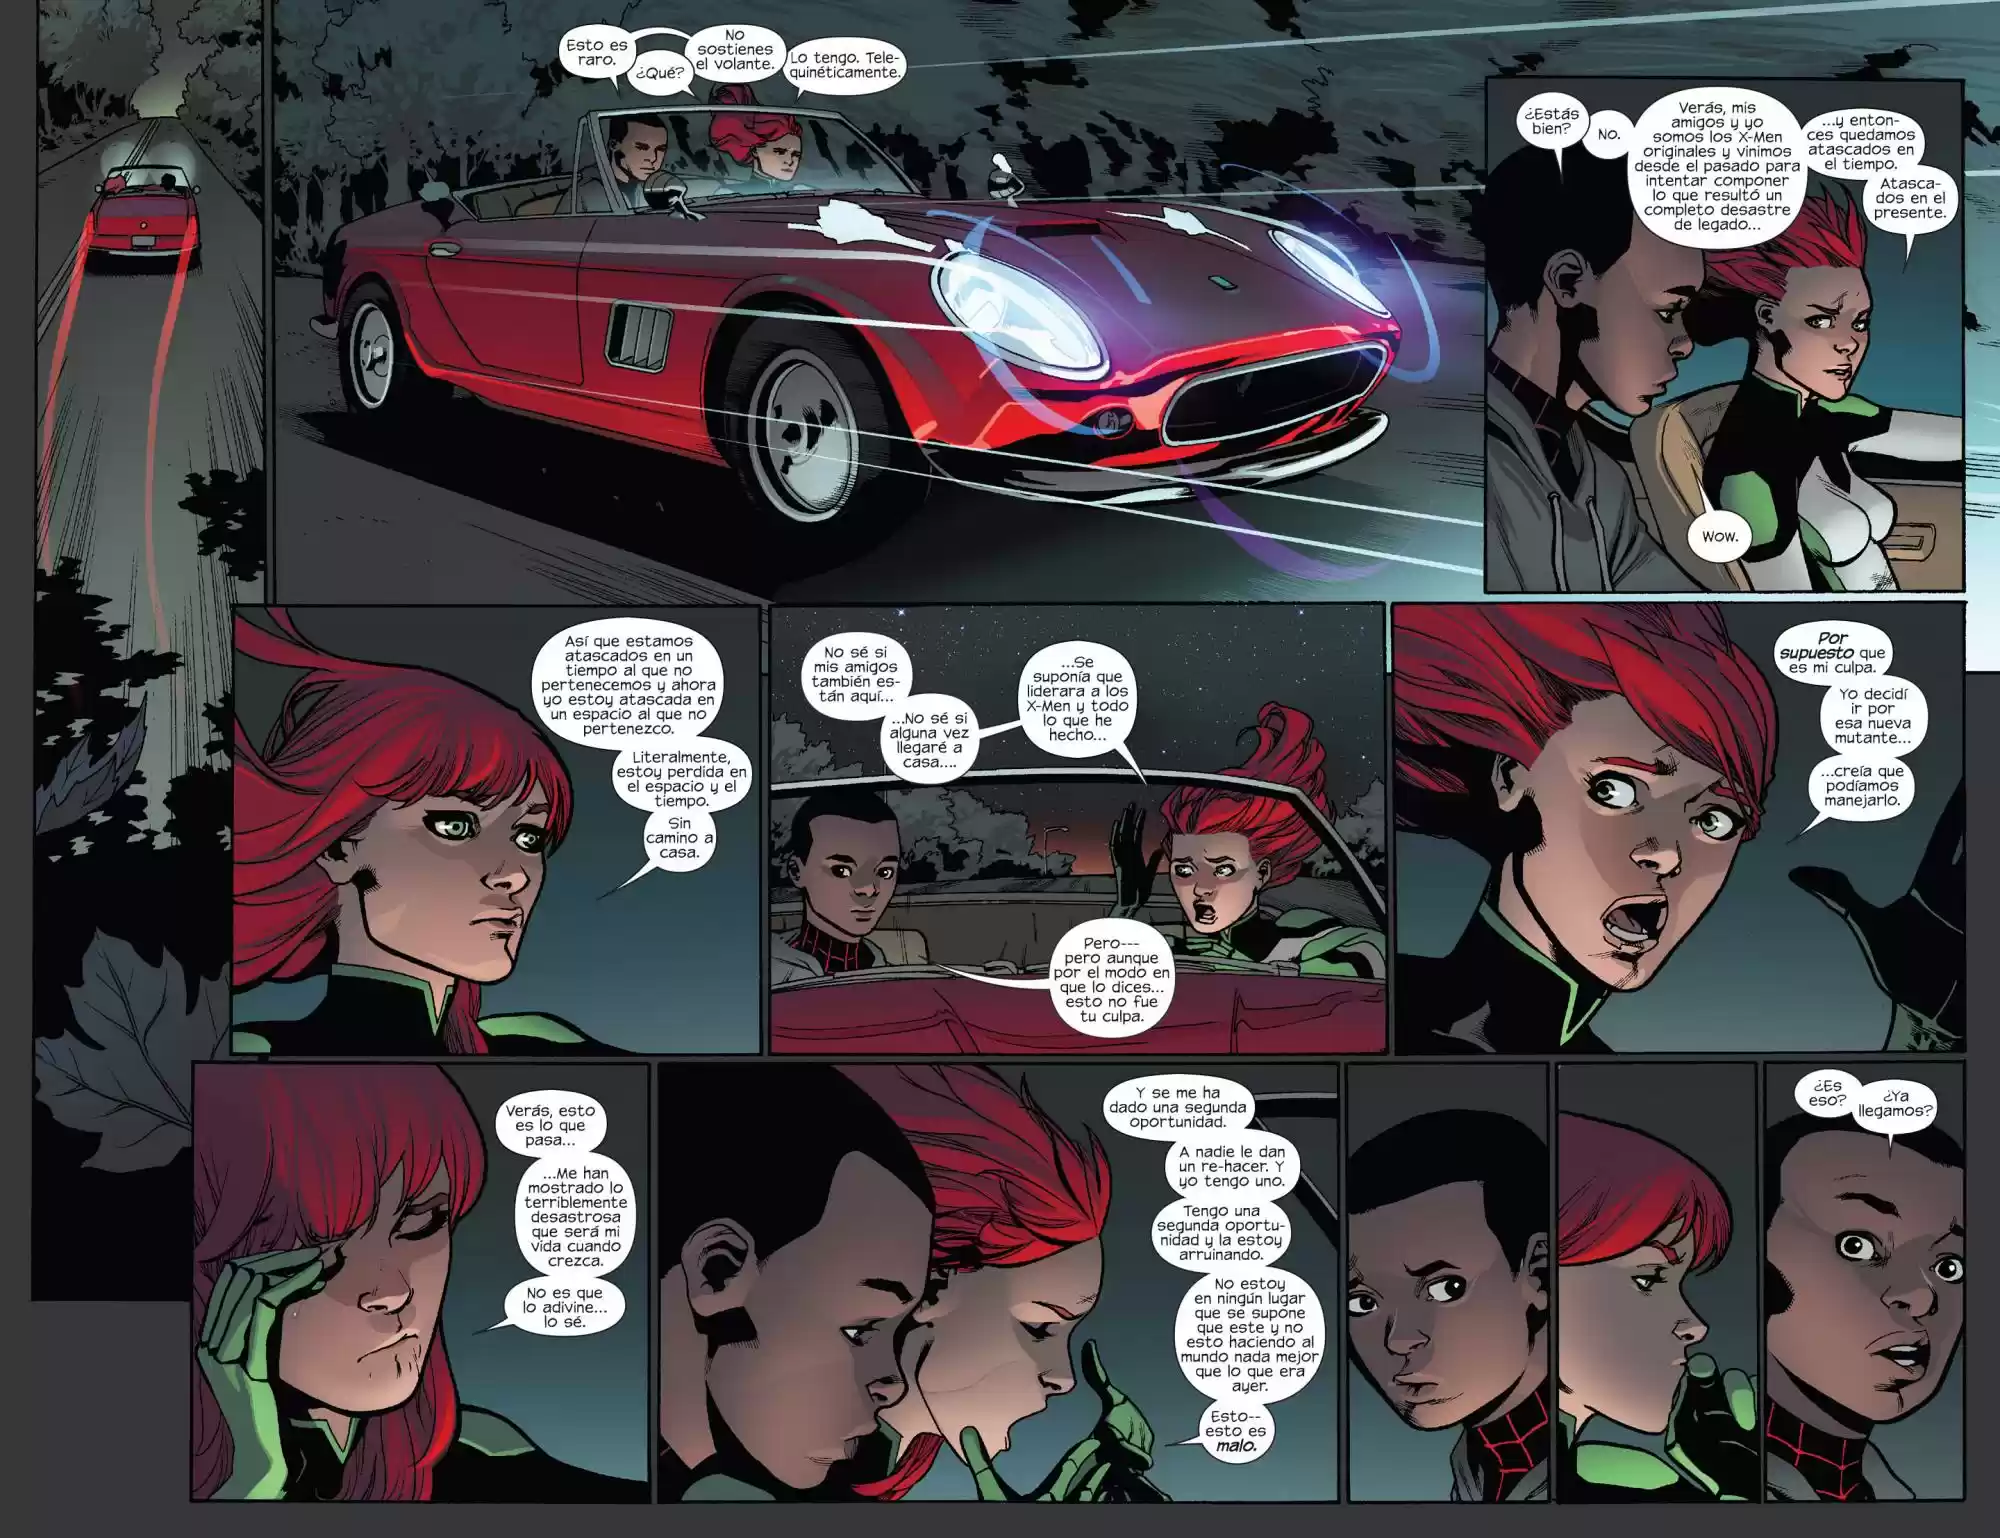 Esto es
raro.
¿Qué?
No
sostienes
el volante.
Lo tengo. Tele-
quinéticamente.
¿Estás
bien?
No.
Verás, mis
amigos y yo
somos los X-Men
originales y vinimos
desde el pasado para
intentar componer
lo que resultó un
completo desastre
de legado...
...y enton-
ces quedamos
atascados en
el tiempo.
Atasca-
dos en el
presente.
Wow.
Así que estamos
atascados en un
tiempo al que no
pertenecemos y ahora
yo estoy atascada en
un espacio al que no
pertenezco.
Literalmente,
estoy perdida en
el espacio y el
tiempo.
Sin
camino a
casa.
No sé si
mis amigos
también es-
tán aquí...
...No sé si
alguna vez
llegaré a
casa....
...Se
suponía que
liderara a los
X-Men y todo
lo que he
hecho...
Pero---
pero aunque
por el modo en
que lo dices...
esto no fue
tu culpa.
Por
supuesto que
es mi culpa.
Yo decidí
ir por
esa nueva
mutante...
...creía que
podíamos
manejarlo.
Verás, esto
es lo que
pasa...
...Me han
mostrado lo
terriblemente
desastrosa
que será mi
vida cuando
crezca.
No es que
lo adivine...
lo sé.
Y se me ha
dado una segunda
oportunidad.
A nadie le dan
un re-hacer. Y
yo tengo uno.
Tengo una
segunda oportu-
nidad y la estoy
arruinando.
No estoy
en ningún lugar
que se supone
que este y no
esto haciendo al
mundo nada mejor
que lo que era
ayer.
Esto--
esto es
malo.
¿Es
eso?
¿Ya
llegamos?